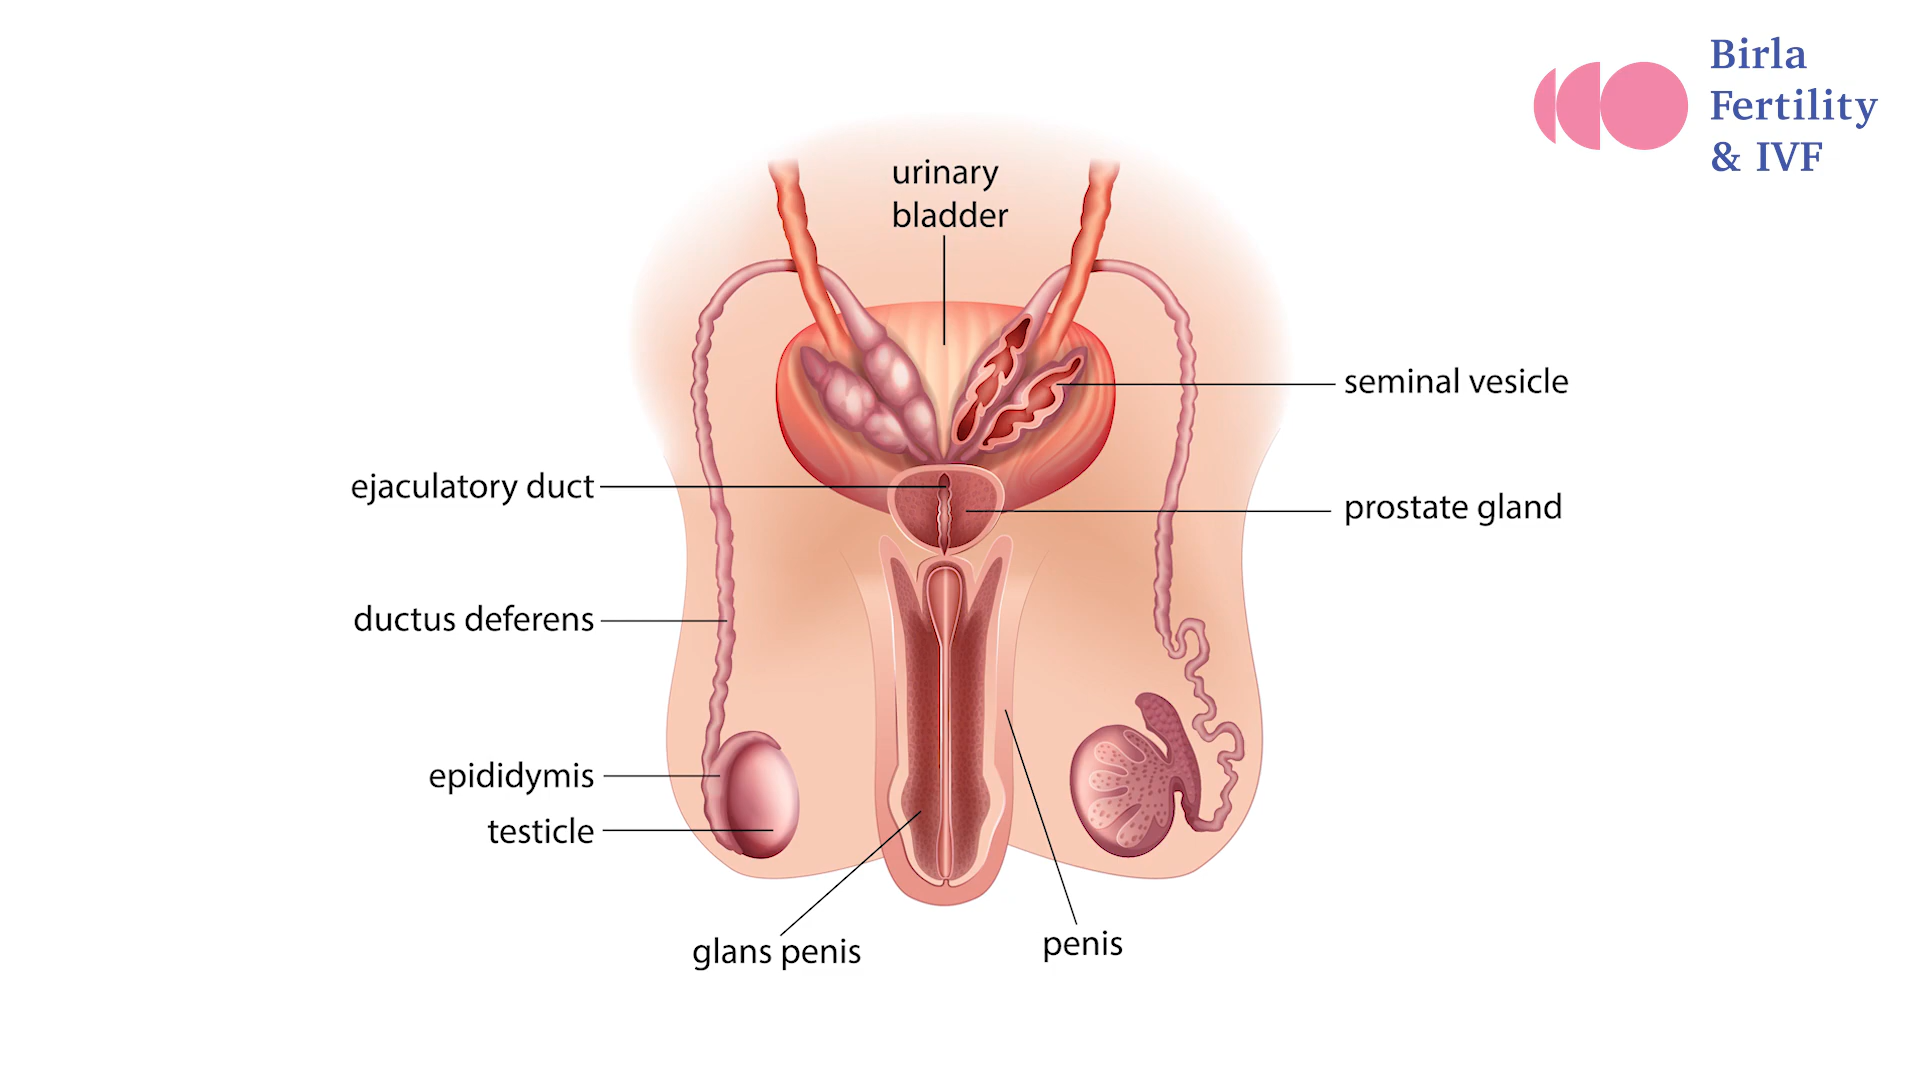 Birla
Fertility
& IVF
urinary
bladder
seminal vesicle
ejaculatory duct
prostate gland
ductus deferens
epididymis
testicle
glans penis
penis